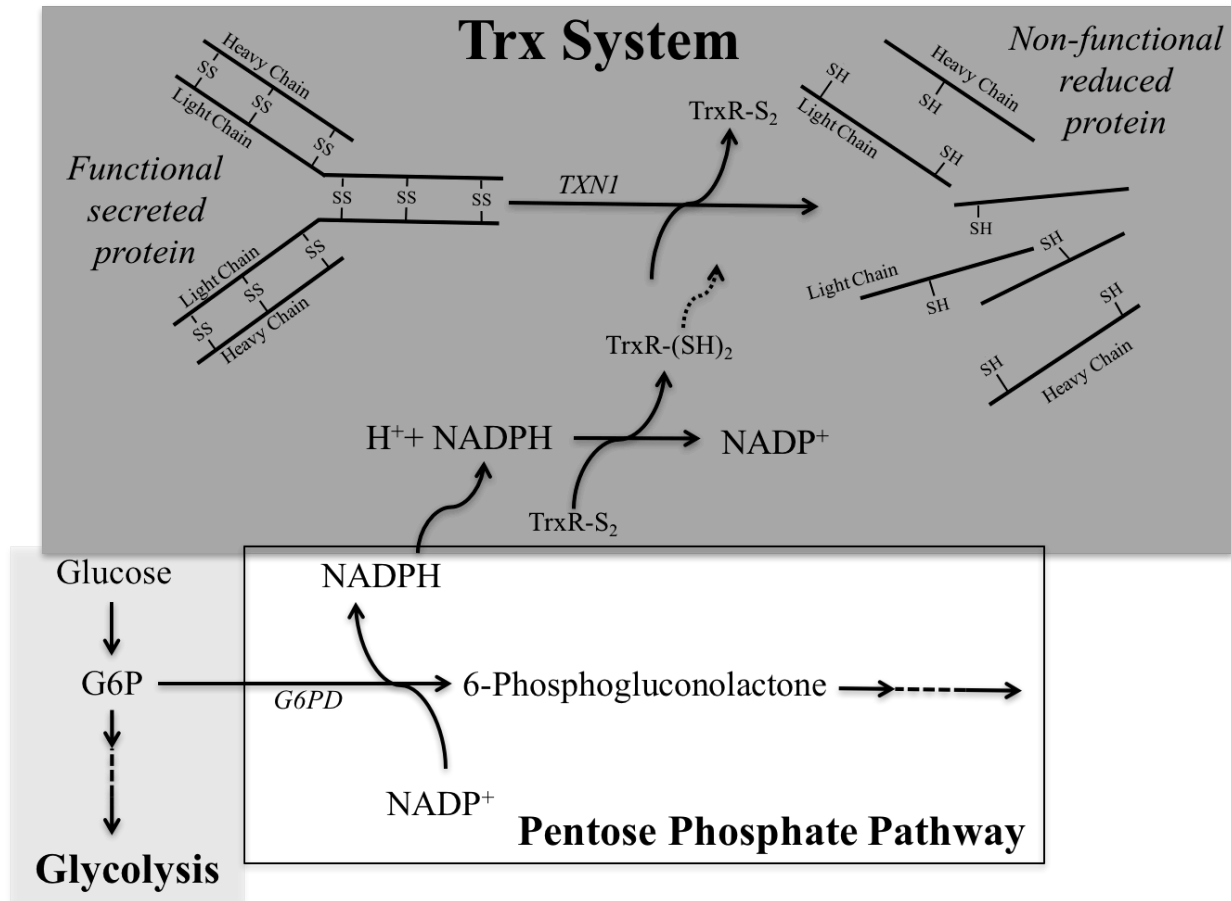 Trx System
Functional
secreted
protein
Heavy Chain
SS
SS
SS
Light Chain
SS
SS
SS
Light Chain
SS
SS
SS
Heavy Chain
TXN1
TrxR-S₂
Non-functional
reduced
protein
SH
Heavy Chain
SH
Light Chain
SH
SH
SH
Light Chain
SH
SH
SH
Heavy Chain
TrxR-(SH)₂
H⁺+ NADPH
NADP⁺
TrxR-S₂
Glucose
NADPH
G6P
G6PD
6-Phosphogluconolactone
NADP⁺
Pentose Phosphate Pathway
Glycolysis